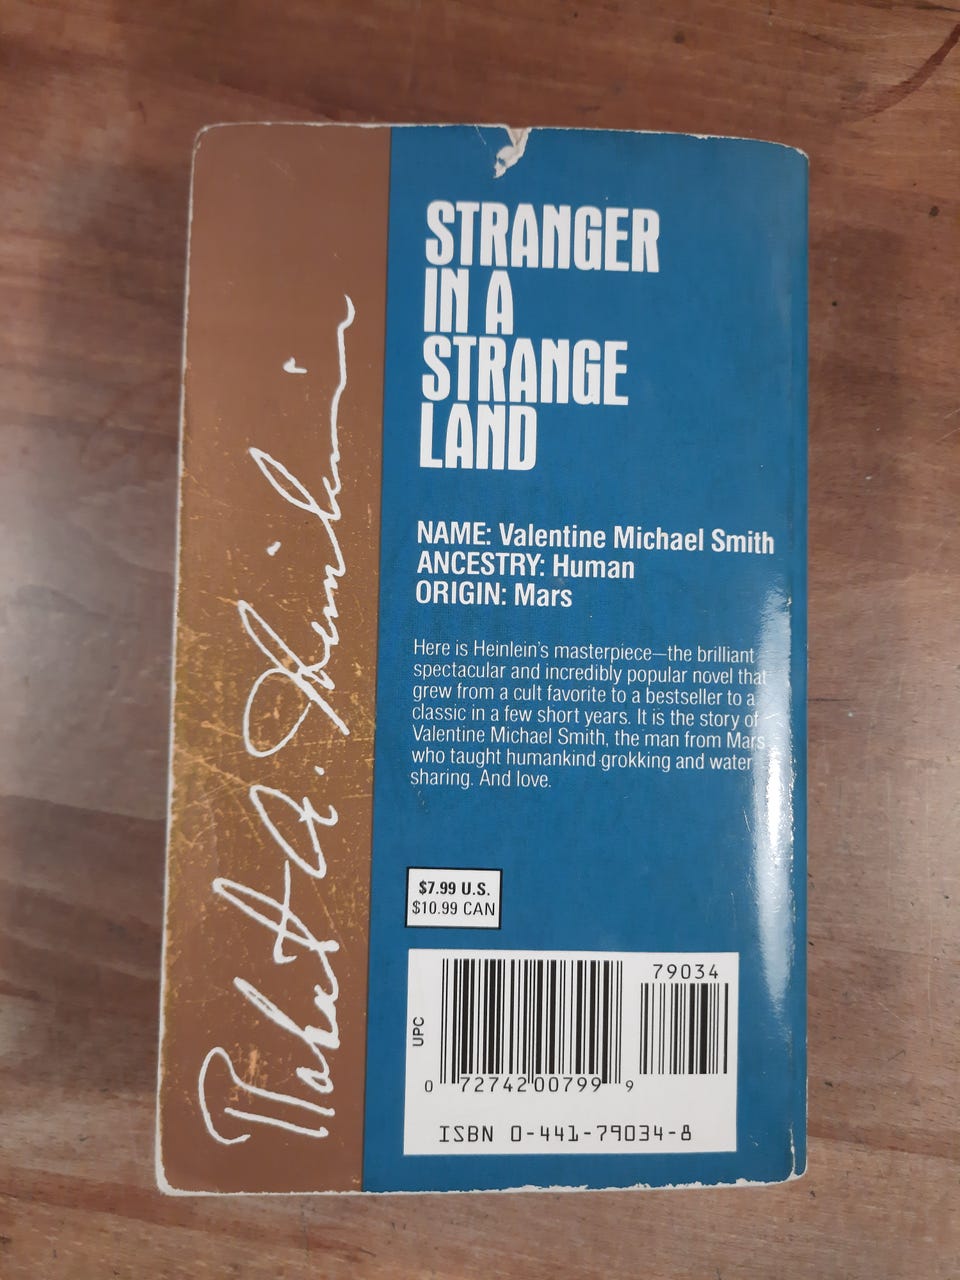 STRANGER
IN A
STRANGE
LAND
NAME: Valentine Michael Smith
ANCESTRY: Human
ORIGIN: Mars
Here is Heinlein's masterpiece—the brilliant
spectacular and incredibly popular novel that
grew from a cult favorite to a bestseller to a
classic in a few short years. It is the story of
Valentine Michael Smith, the man from Mars
who taught humankind grokking and water-
sharing. And love.
$7.99 U.S.
$10.99 CAN
79034
UPC
0 72742 00799 9
ISBN 0-441-79034-8
Robert A. Heinlein